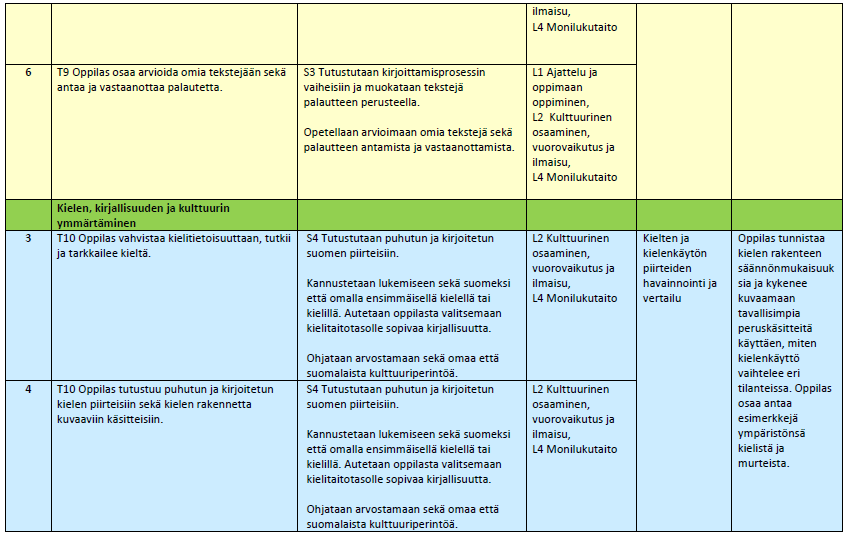 ilmaisu,
L4 Monilukutaito
6
T9 Oppilas osaa arvioida omia tekstejään sekä
antaa ja vastaanottaa palautetta.
S3 Tutustutaan kirjoittamisprosessin
vaiheisiin ja muokataan tekstejä
palautteen perusteella.
Opetellaan arvioimaan omia tekstejä sekä
palautteen antamista ja vastaanottamista.
L1 Ajattelu ja
oppimaan
oppiminen,
L2 Kulttuurinen
osaaminen,
vuorovaikutus ja
ilmaisu,
L4 Monilukutaito
Kielen, kirjallisuuden ja kulttuurin
ymmärtäminen
3
T10 Oppilas vahvistaa kielitietoisuuttaan, tutkii
ja tarkkailee kieltä.
S4 Tutustutaan puhutun ja kirjoitetun
suomen piirteisiin.
Kannustetaan lukemiseen sekä suomeksi
että omalla ensimmäisellä kielellä tai
kielillä. Autetaan oppilasta valitsemaan
kielitaitotasolle sopivaa kirjallisuutta.
Ohjataan arvostamaan sekä omaa että
suomalaista kulttuuriperintöä.
L2 Kulttuurinen
osaaminen,
vuorovaikutus ja
ilmaisu,
L4 Monilukutaito
Kielten ja
kielenkäytön
piirteiden
havainnointi ja
vertailu
Oppilas tunnistaa
kielen rakenteen
säännönmukaisuuk
sia ja kykenee
kuvaamaan
tavallisimpia
peruskäsitteitä
käyttäen, miten
kielenkäyttö
vaihtelee eri
tilanteissa. Oppilas
osaa antaa
esimerkkejä
ympäristönsä
kielistä ja
murteista.
4
T10 Oppilas tutustuu puhutun ja kirjoitetun
kielen piirteisiin sekä kielen rakennetta
kuvaaviin käsitteisiin.
S4 Tutustutaan puhutun ja kirjoitetun
suomen piirteisiin.
Kannustetaan lukemiseen sekä suomeksi
että omalla ensimmäisellä kielellä tai
kielillä. Autetaan oppilasta valitsemaan
kielitaitotasolle sopivaa kirjallisuutta.
Ohjataan arvostamaan sekä omaa että
suomalaista kulttuuriperintöä.
L2 Kulttuurinen
osaaminen,
vuorovaikutus ja
ilmaisu,
L4 Monilukutaito